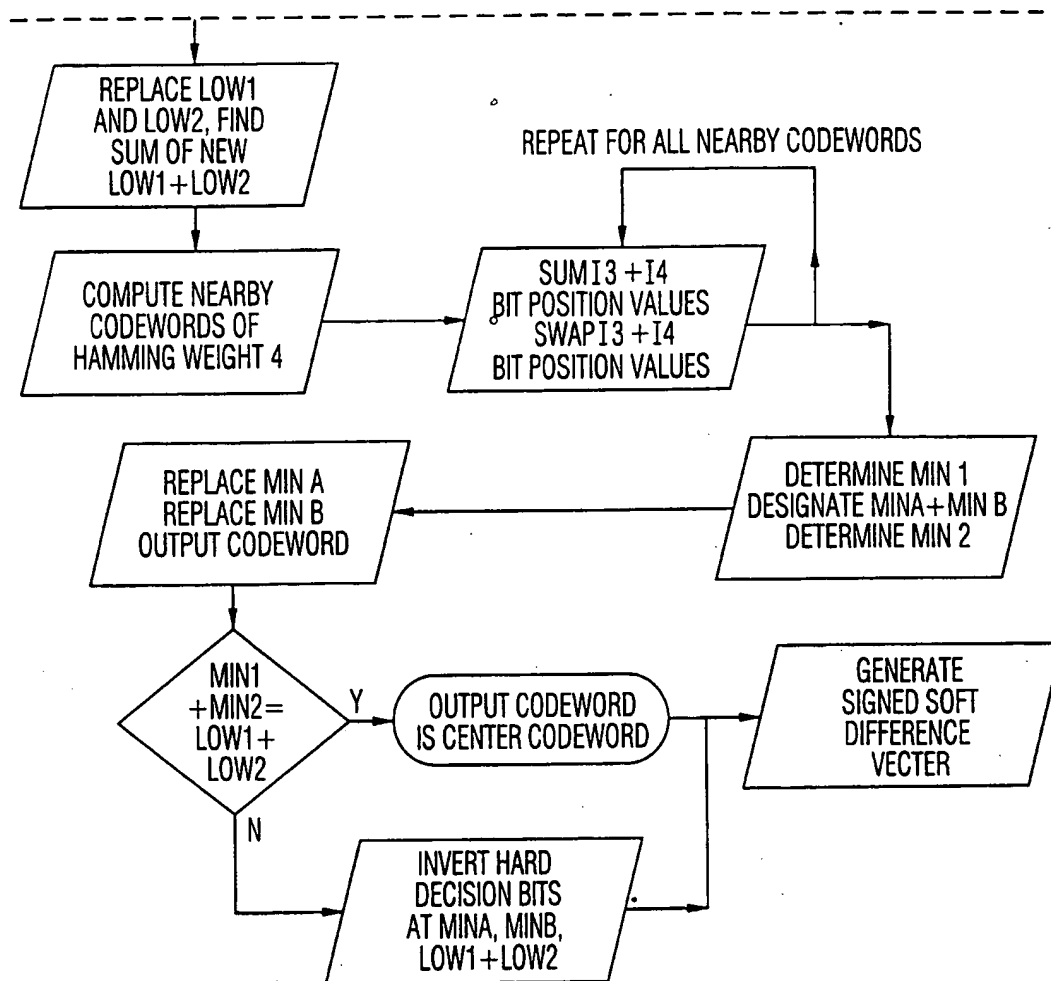 REPLACE LOW1
AND LOW2, FIND
SUM OF NEW
LOW1+LOW2
REPEAT FOR ALL NEARBY CODEWORDS
COMPUTE NEARBY
CODEWORDS OF
HAMMING WEIGHT 4
SUM I3 + I4
BIT POSITION VALUES
SWAP I3 + I4
BIT POSITION VALUES
DETERMINE MIN 1
DESIGNATE MINA+MIN B
DETERMINE MIN 2
REPLACE MIN A
REPLACE MIN B
OUTPUT CODEWORD
MIN1
+MIN2=
LOW1+
LOW2
Y
N
OUTPUT CODEWORD
IS CENTER CODEWORD
GENERATE
SIGNED SOFT
DIFFERENCE
VECTER
INVERT HARD
DECISION BITS
AT MINA, MINB,
LOW1+LOW2